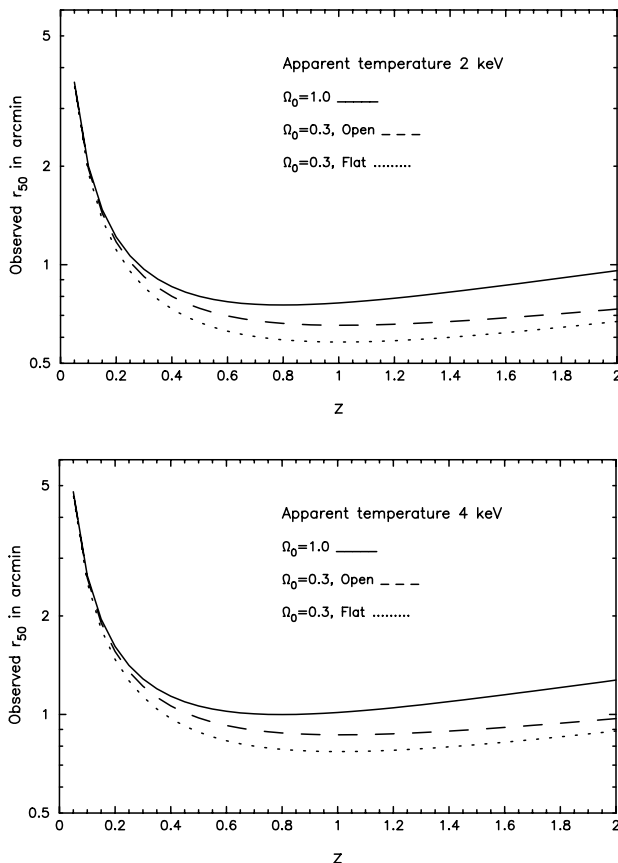 5
2
1
0.5
Observed r50 in arcmin
Apparent temperature 2 keV
Ω0=1.0
Ω0=0.3, Open
Ω0=0.3, Flat
0 0.2 0.4 0.6 0.8 1 1.2 1.4 1.6 1.8 2
z
5
2
1
0.5
Observed r50 in arcmin
Apparent temperature 4 keV
Ω0=1.0
Ω0=0.3, Open
Ω0=0.3, Flat
0 0.2 0.4 0.6 0.8 1 1.2 1.4 1.6 1.8 2
z